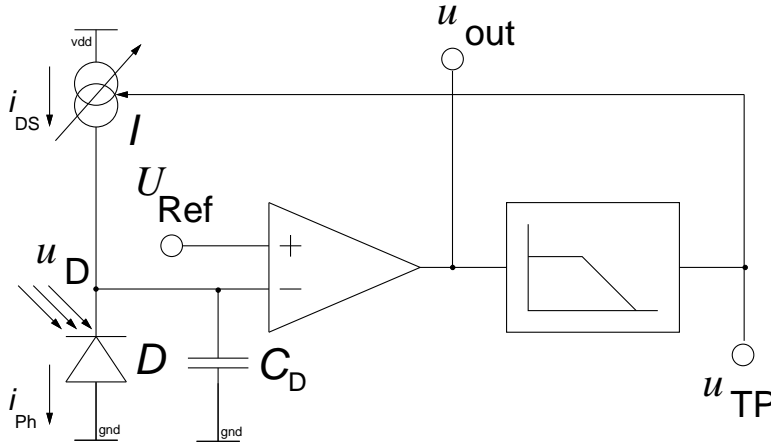 u out
vdd
i DS
I
U Ref
+
u D
−
D
C D
i Ph
gnd
gnd
u TP